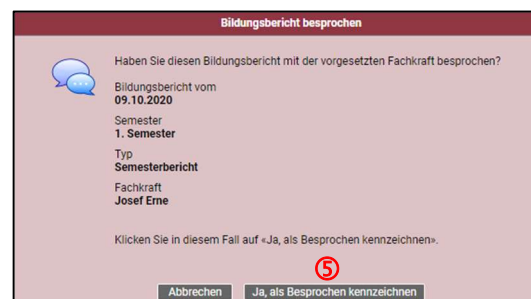 Bildungsbericht besprochen
Haben Sie diesen Bildungsbericht mit der vorgesetzten Fachkraft besprochen?
Bildungsbericht vom
09.10.2020
Semester
1. Semester
Typ
Semesterbericht
Fachkraft
Josef Erne
Klicken Sie in diesem Fall auf «Ja, als Besprochen kennzeichnen».
⑤
Abbrechen Ja, als Besprochen kennzeichnen